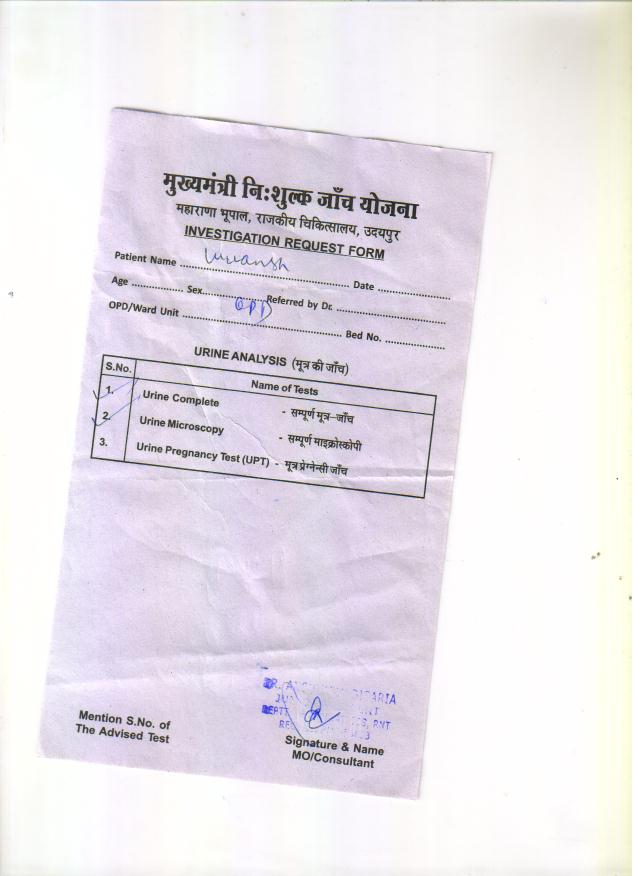 मुख्यमंत्री निःशुल्क जाँच योजना
महाराणा भूपाल, राजकीय चिकित्सालय, उदयपुर
INVESTIGATION REQUEST FORM
Patient Name ........................ Date ....................
Age ............... Sex................ Referred by Dr. ..............................
OPD/Ward Unit ........ OPD ........................ Bed No. ................
URINE ANALYSIS (मूत्र की जाँच)
S.No. Name of Tests
1. Urine Complete - सम्पूर्ण मूत्र–जाँच
2. Urine Microscopy - सम्पूर्ण माइक्रोस्कोपी
3. Urine Pregnancy Test (UPT) - मूत्र प्रेग्नेन्सी जाँच
RNT
Mention S.No. of
The Advised Test
Signature & Name
MO/Consultant